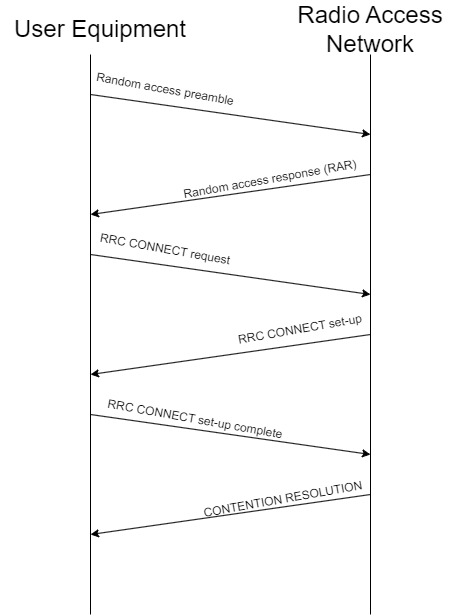 User Equipment
Radio Access
Network
Random access preamble
Random access response (RAR)
RRC CONNECT request
RRC CONNECT set-up
RRC CONNECT set-up complete
CONTENTION RESOLUTION